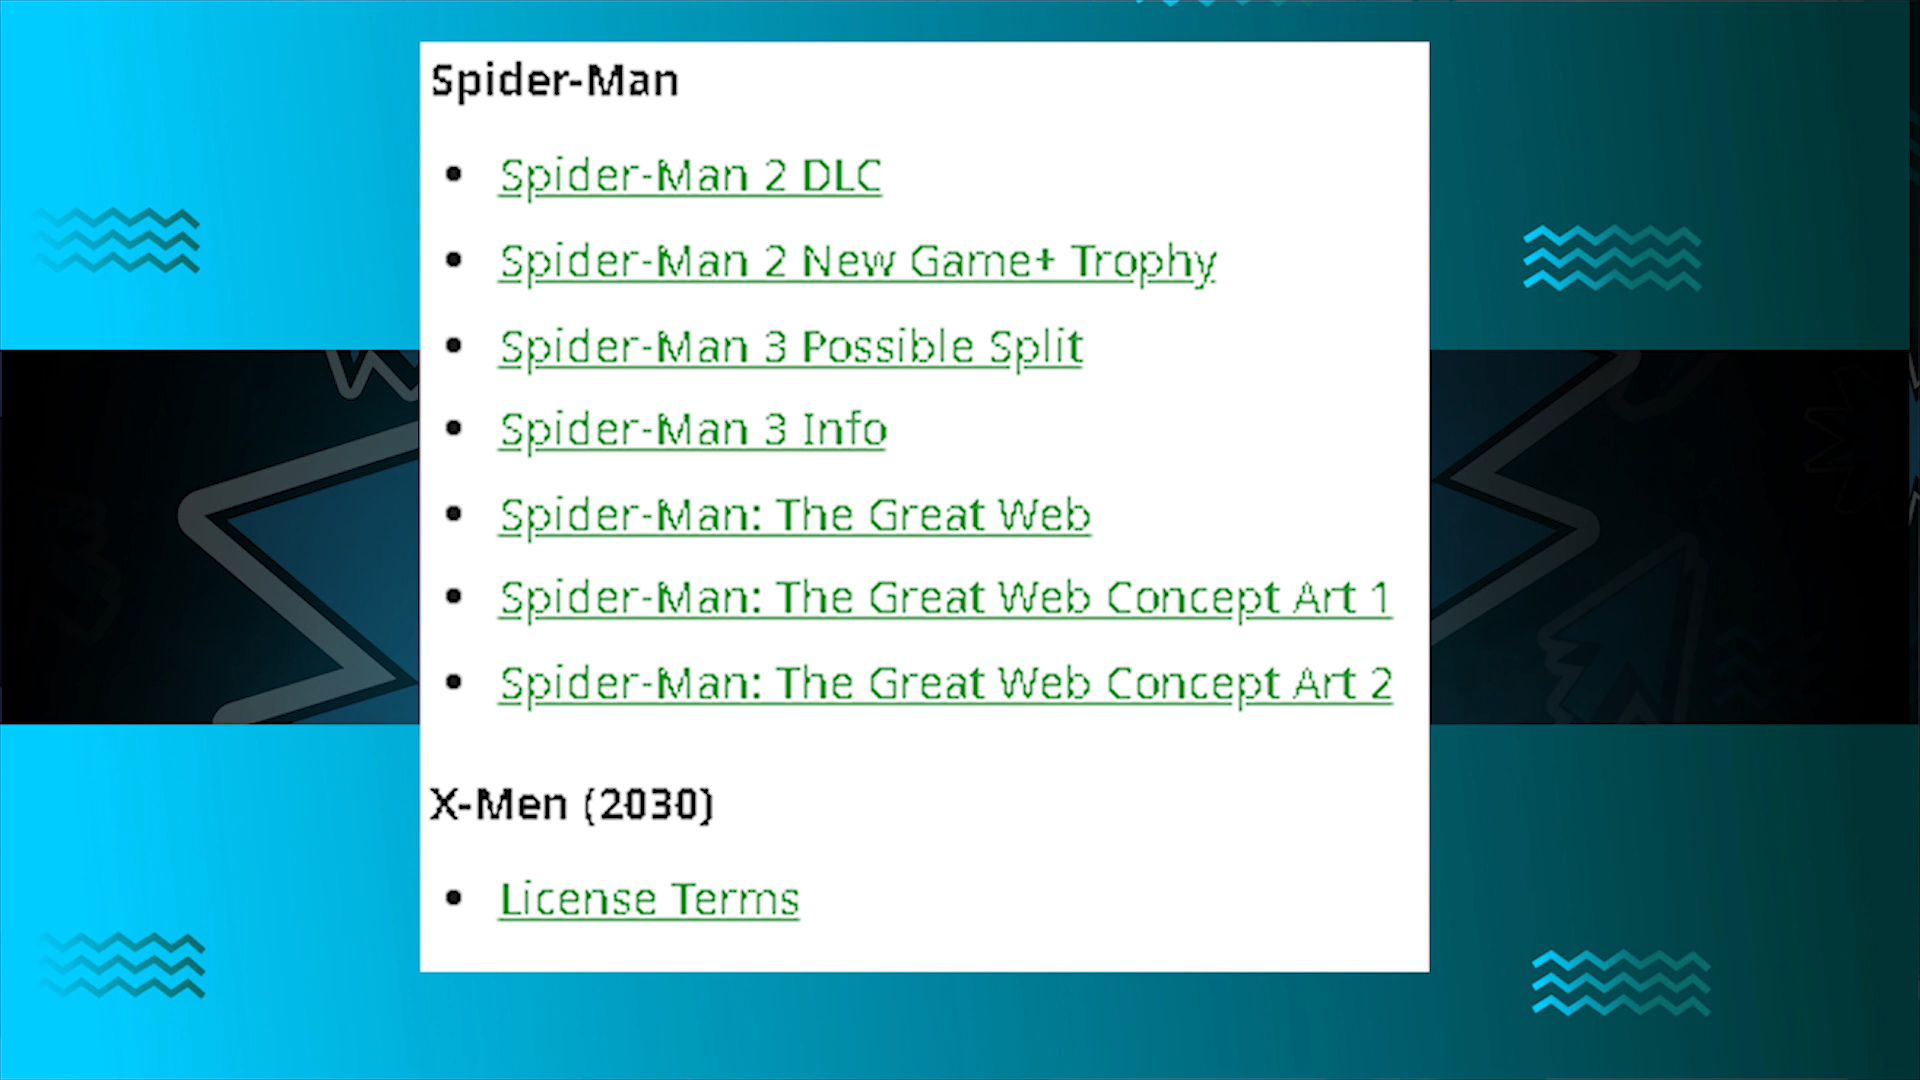 Spider-Man
Spider-Man 2 DLC
Spider-Man 2 New Game+ Trophy
Spider-Man 3 Possible Split
Spider-Man 3 Info
Spider-Man: The Great Web
Spider-Man: The Great Web Concept Art 1
Spider-Man: The Great Web Concept Art 2
X-Men (2030)
License Terms